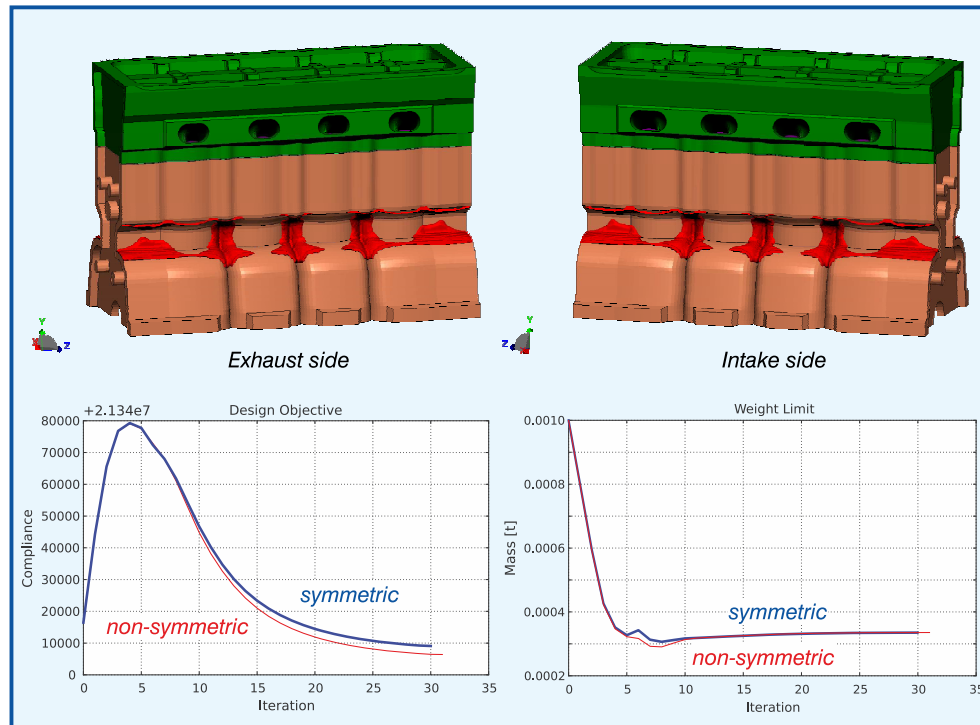 Y
X
Z
Exhaust side
Y
Z
Intake side
+2.134e7
Design Objective
80000
70000
60000
50000
40000
30000
20000
10000
0
Compliance
symmetric
non-symmetric
0
5
10
15
20
25
30
35
Iteration
Weight Limit
0.0010
0.0008
0.0006
0.0004
0.0002
Mass [t]
symmetric
non-symmetric
0
5
10
15
20
25
30
35
Iteration